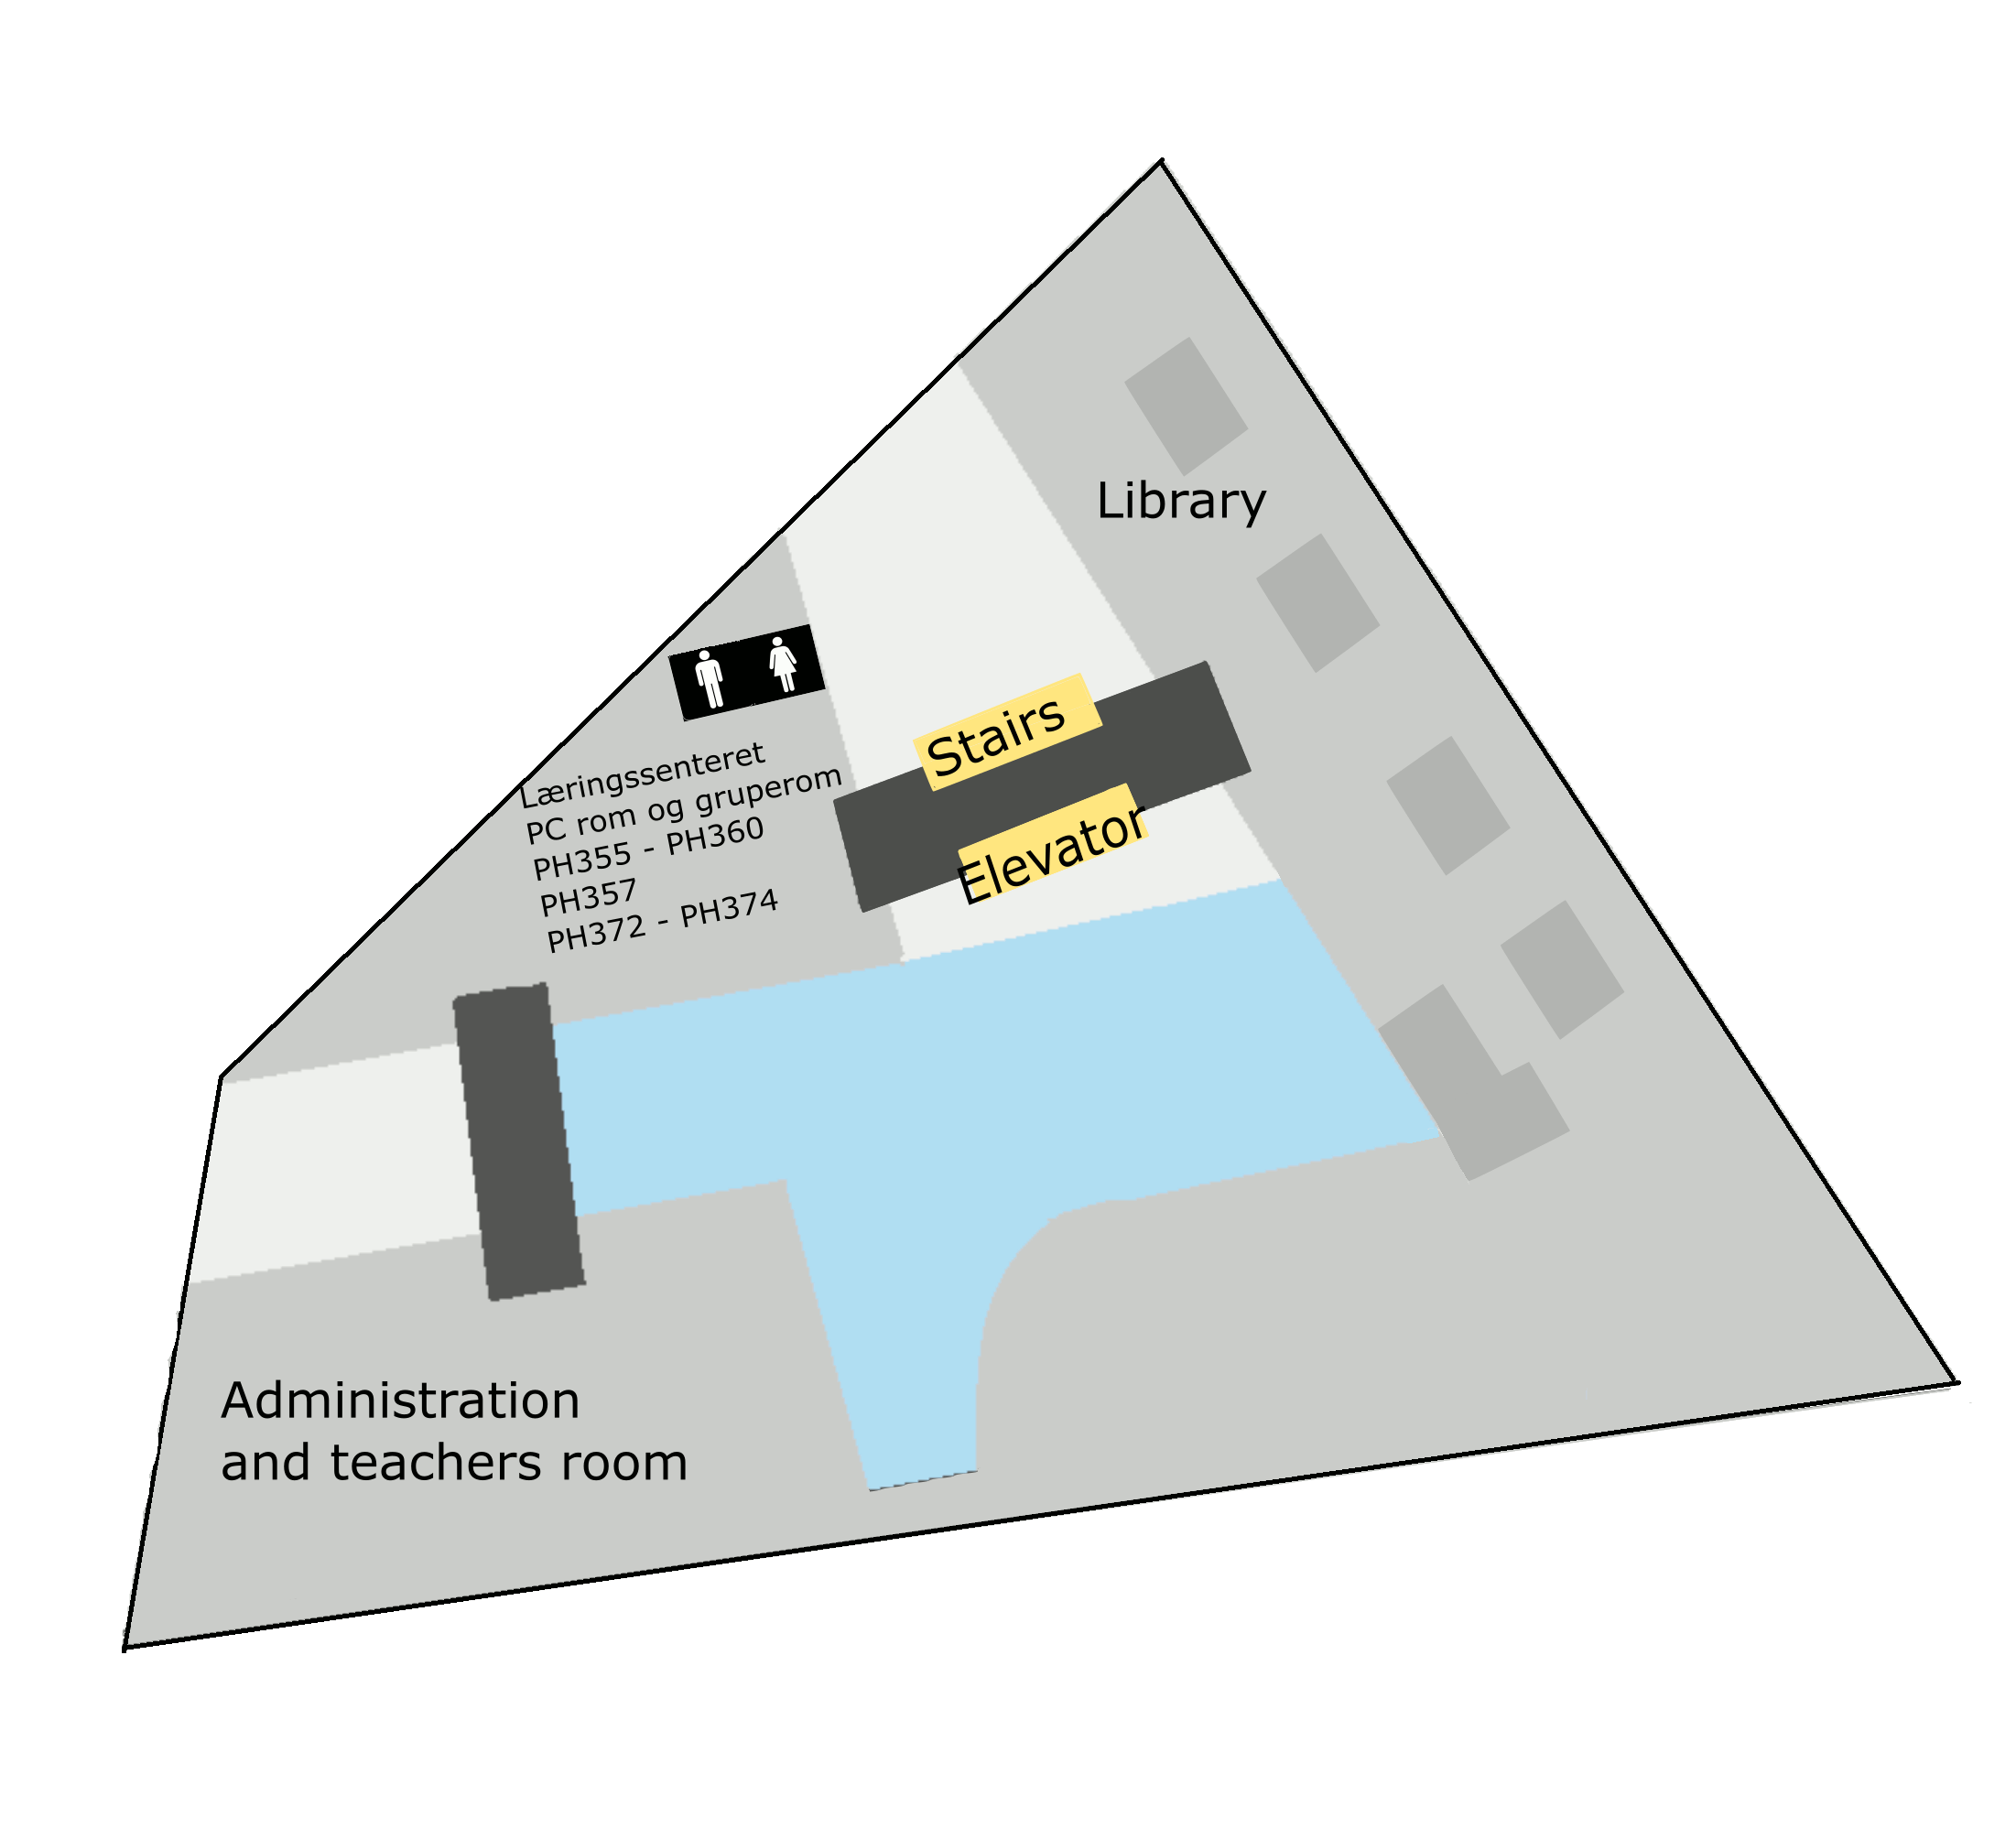 Library
Stairs
Elevator
Læringssenteret
PC rom og gruperom
PH355 - PH360
PH357
PH372 - PH374
Administration
and teachers room